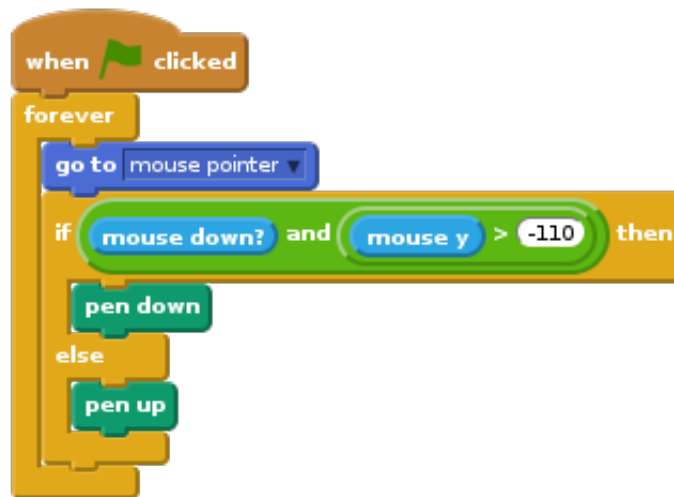 when clicked
forever
go to mouse pointer
if mouse down? and mouse y > -110 then
pen down
else
pen up